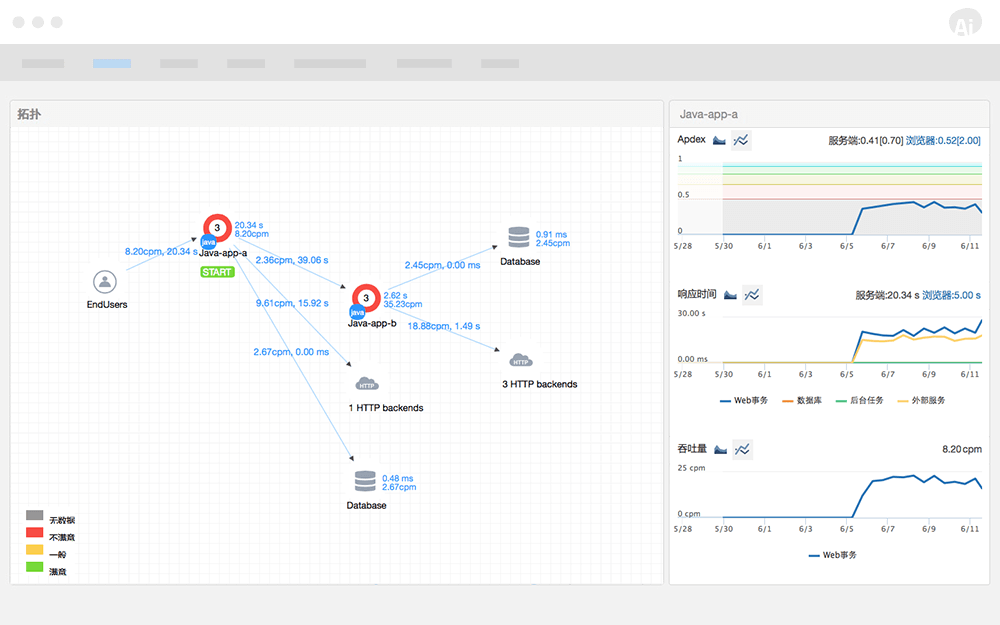 Ai
拓扑
3
20.34 s
8.20cpm
java
Java-app-a
START
8.20cpm, 20.34 s
EndUsers
2.36cpm, 39.06 s
9.61cpm, 15.92 s
2.67cpm, 0.00 ms
3
2.62 s
35.23cpm
java
Java-app-b
2.45cpm, 0.00 ms
0.91 ms
2.45cpm
Database
18.88cpm, 1.49 s
HTTP
3 HTTP backends
HTTP
1 HTTP backends
0.48 ms
2.67cpm
Database
无数据
不满意
一般
满意
Java-app-a
Apdex
服务端:0.41[0.70] 浏览器:0.52[2.00]
1
0.5
0
5/28 5/30 6/1 6/3 6/5 6/7 6/9 6/11
响应时间
服务端:20.34 s 浏览器:5.00 s
30.00 s
0.00 ms
5/28 5/30 6/1 6/3 6/5 6/7 6/9 6/11
Web事务 数据库 后台任务 外部服务
吞吐量
8.20 cpm
25 cpm
0 cpm
5/28 5/30 6/1 6/3 6/5 6/7 6/9 6/11
Web事务